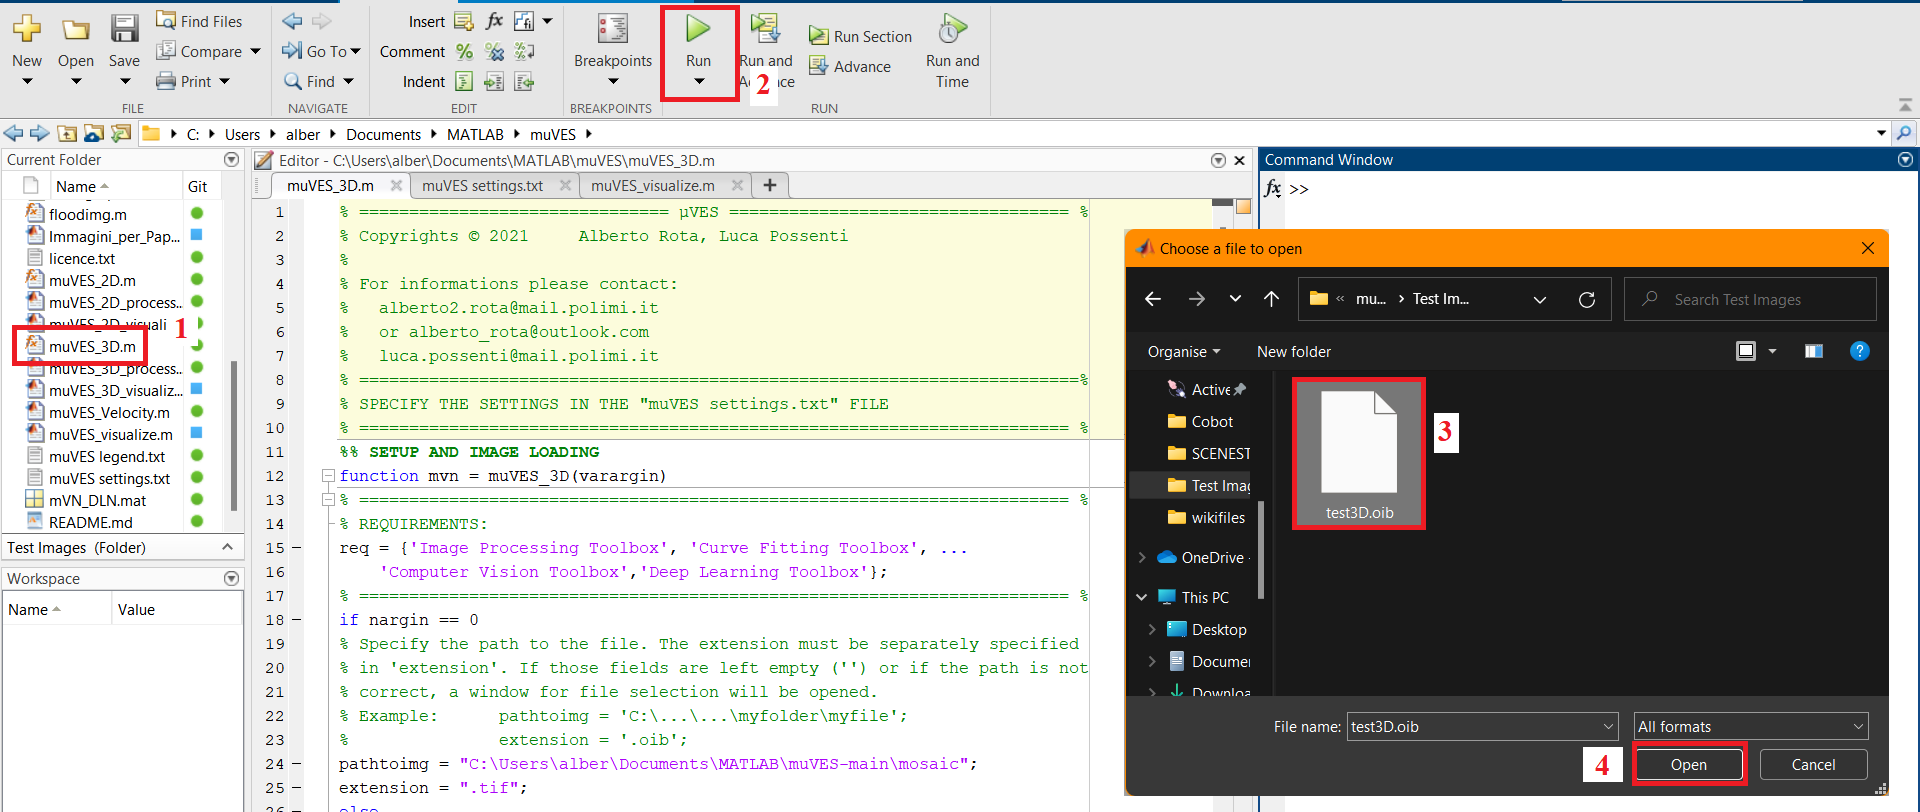 New
Open
Save
Find Files
Compare
Print
FILE
Go To
Find
NAVIGATE
Insert
Comment
Indent
EDIT
Breakpoints
BREAKPOINTS
Run
2
Run and
Advance
Run Section
Advance
RUN
Run and
Time
C: Users alber Documents MATLAB muVES
Current Folder
Name Git
floodimg.m
Immagini_per_Pap...
licence.txt
muVES_2D.m
muVES_2D_process...
muVES_2D_visuali
1
muVES_3D.m
muVES_3D_process...
muVES_3D_visualiz...
muVES_Velocity.m
muVES_visualize.m
muVES legend.txt
muVES settings.txt
mVN_DLN.mat
README.md
Test Images (Folder)
Workspace
Name Value
Editor - C:\Users\alber\Documents\MATLAB\muVES\muVES_3D.m
muVES_3D.m muVES settings.txt muVES_visualize.m +
1 % =============================== µVES ================================== %
2 % Copyrights © 2021     Alberto Rota, Luca Possenti
3 %
4 % For informations please contact:
5 %   alberto2.rota@mail.polimi.it
6 %   or alberto_rota@outlook.com
7 %   luca.possenti@mail.polimi.it
8 % ========================================================================%
9 % SPECIFY THE SETTINGS IN THE "muVES settings.txt" FILE
10 % ======================================================================= %
11 %% SETUP AND IMAGE LOADING
12 function mvn = muVES_3D(varargin)
13 % ======================================================================= %
14 % REQUIREMENTS:
15 – req = {'Image Processing Toolbox', 'Curve Fitting Toolbox', ...
16     'Computer Vision Toolbox','Deep Learning Toolbox'};
17 % ======================================================================= %
18 – if nargin == 0
19 % Specify the path to the file. The extension must be separately specified
20 % in 'extension'. If those fields are left empty ('') or if the path is not
21 % correct, a window for file selection will be opened.
22 % Example:      pathtoimg = 'C:\...\...\myfolder\myfile';
23 %               extension = '.oib';
24 – pathtoimg = "C:\Users\alber\Documents\MATLAB\muVES-main\mosaic";
25 – extension = ".tif";
26 – else
Command Window
fx >>
Choose a file to open
« mu... › Test Im...
Search Test Images
Organise New folder
Active
Cobot
SCENEST
Test Imag
wikifiles
OneDrive -
This PC
Desktop
Documen
Downloa
test3D.oib
3
File name: test3D.oib All formats
4 Open Cancel